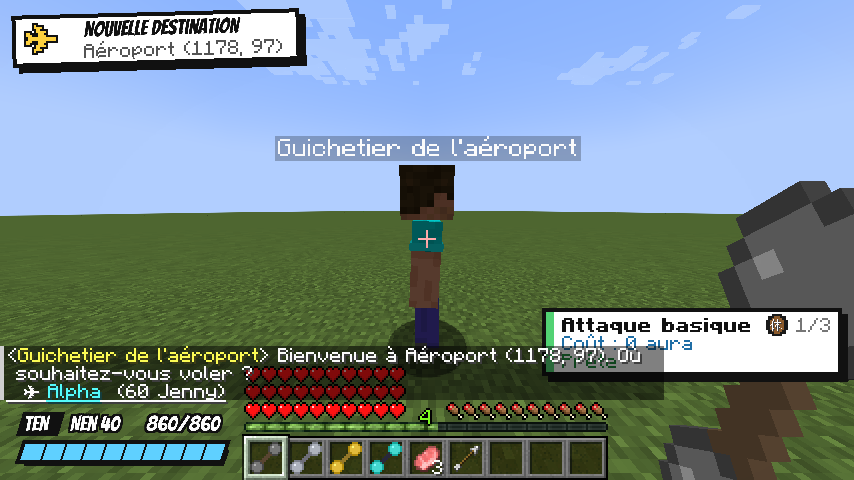 NOUVELLE DESTINATION
Aéroport (1178, 97)
Guichetier de l'aéroport
Attaque basique 1/3
Coût : 0 aura
<Guichetier de l'aéroport> Bienvenue à Aéroport (1178, 97). Où
souhaitez-vous voler ?
✈ Alpha (60 Jenny)
TEN NEN 40 860/860
4
3